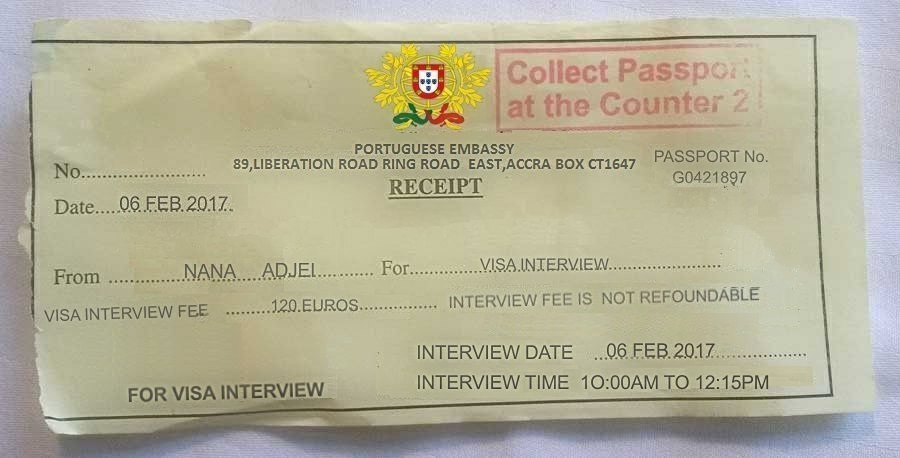 Collect Passport
at the Counter 2
PORTUGUESE EMBASSY
89,LIBERATION ROAD RING ROAD EAST,ACCRA BOX CT1647
PASSPORT No.
G0421897
No..........................
RECEIPT
Date....06 FEB 2017.
From ............NANA ADJEI............. For..............VISA.INTERVIEW.......................
VISA INTERVIEW FEE ..........120.EUROS................. INTERVIEW FEE IS NOT REFOUNDABLE
INTERVIEW DATE ...06 FEB 2017.....................
FOR VISA INTERVIEW
INTERVIEW TIME 1O:00AM TO 12:15PM